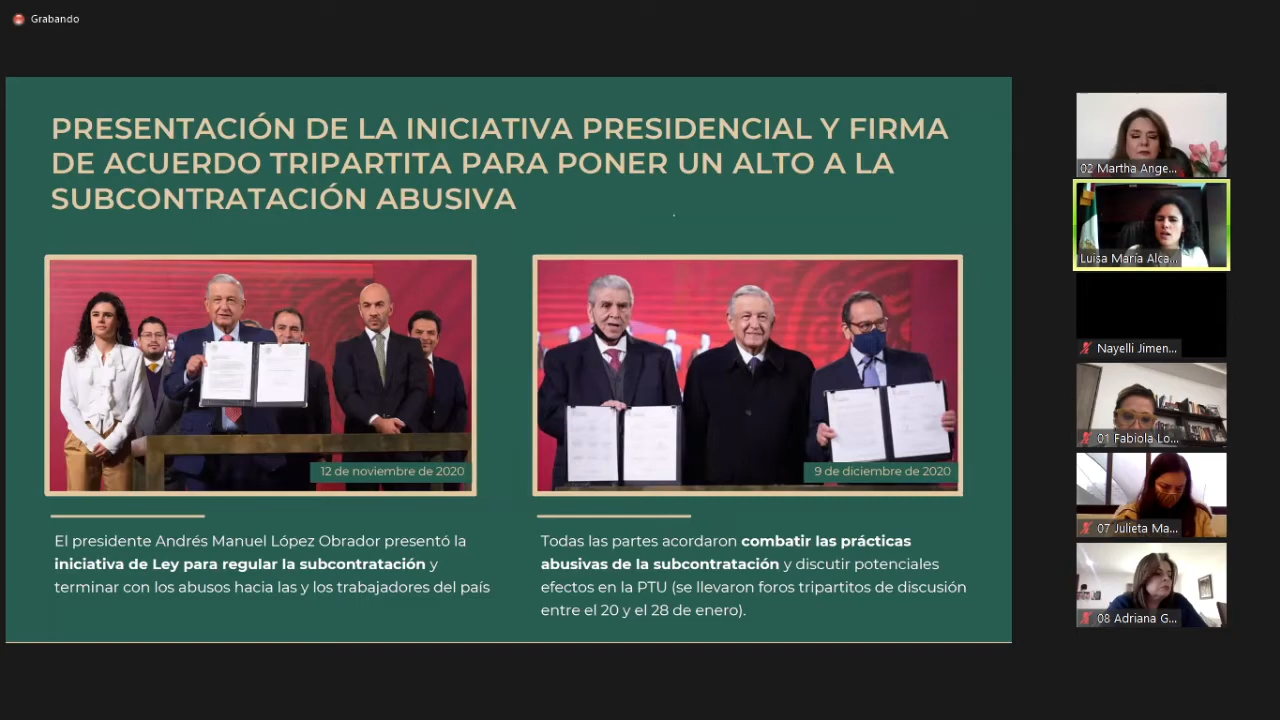 Grabando
PRESENTACIÓN DE LA INICIATIVA PRESIDENCIAL Y FIRMA
DE ACUERDO TRIPARTITA PARA PONER UN ALTO A LA
SUBCONTRATACIÓN ABUSIVA
12 de noviembre de 2020
El presidente Andrés Manuel López Obrador presentó la
iniciativa de Ley para regular la subcontratación y
terminar con los abusos hacia las y los trabajadores del país
9 de diciembre de 2020
Todas las partes acordaron combatir las prácticas
abusivas de la subcontratación y discutir potenciales
efectos en la PTU (se llevaron foros tripartitos de discusión
entre el 20 y el 28 de enero).
02 Martha Ange...
Luisa María Alca...
Nayelli Jimen...
01 Fabiola Lo...
07 Julieta Ma...
08 Adriana G...